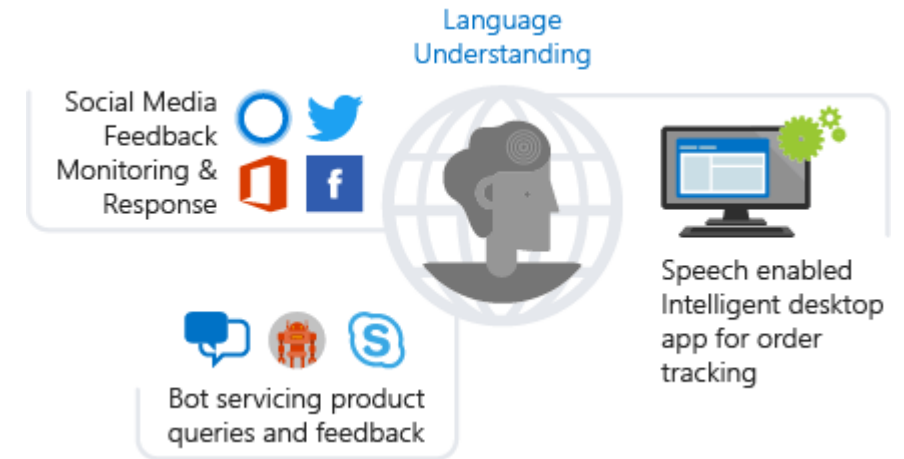 Language
Understanding
Social Media
Feedback
Monitoring &
Response
f
Speech enabled
Intelligent desktop
app for order
tracking
S
Bot servicing product
queries and feedback